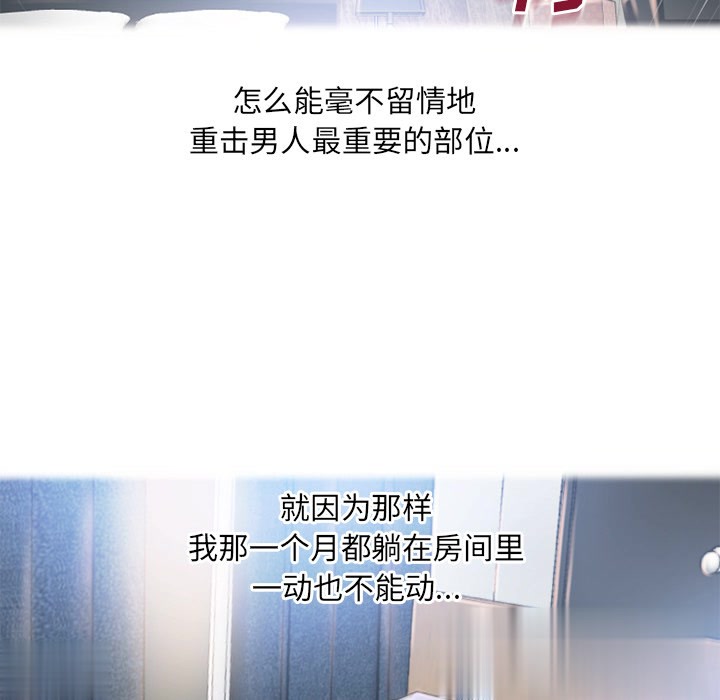 怎么能毫不留情地
重击男人最重要的部位...
就因为那样
我那一个月都躺在房间里
一动也不能动...